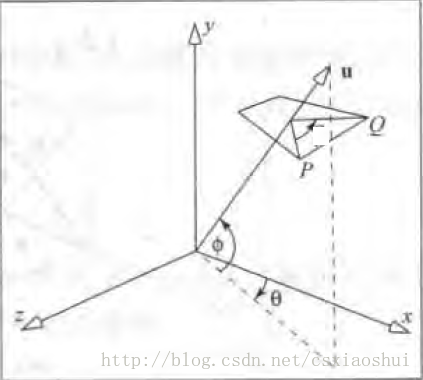 y
u
Q
P
ϕ
θ
z
x
http://blog.csdn.net/csxiaoshui